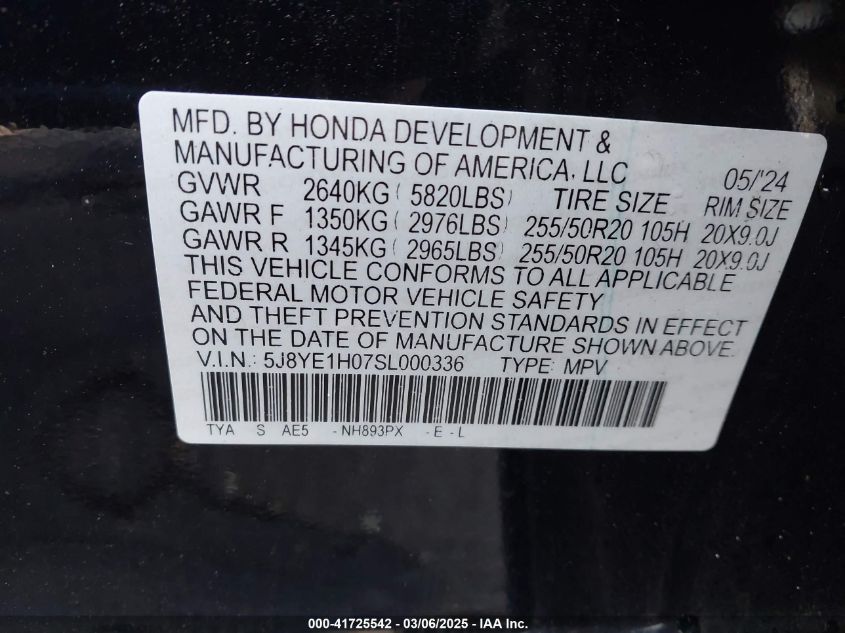 MFD. BY HONDA DEVELOPMENT &
MANUFACTURING OF AMERICA, LLC 05/'24
GVWR 2640KG ( 5820LBS) TIRE SIZE RIM SIZE
GAWR F 1350KG ( 2976LBS) 255/50R20 105H 20X9.0J
GAWR R 1345KG ( 2965LBS) 255/50R20 105H 20X9.0J
THIS VEHICLE CONFORMS TO ALL APPLICABLE
FEDERAL MOTOR VEHICLE SAFETY
AND THEFT PREVENTION STANDARDS IN EFFECT
ON THE DATE OF MANUFACTURE SHOWN ABOVE.
V.I.N.: 5J8YE1H07SL000336 TYPE: MPV
TYA S AE5 - NH893PX - E - L
000-41725542 — 03/06/2025 — IAA Inc.